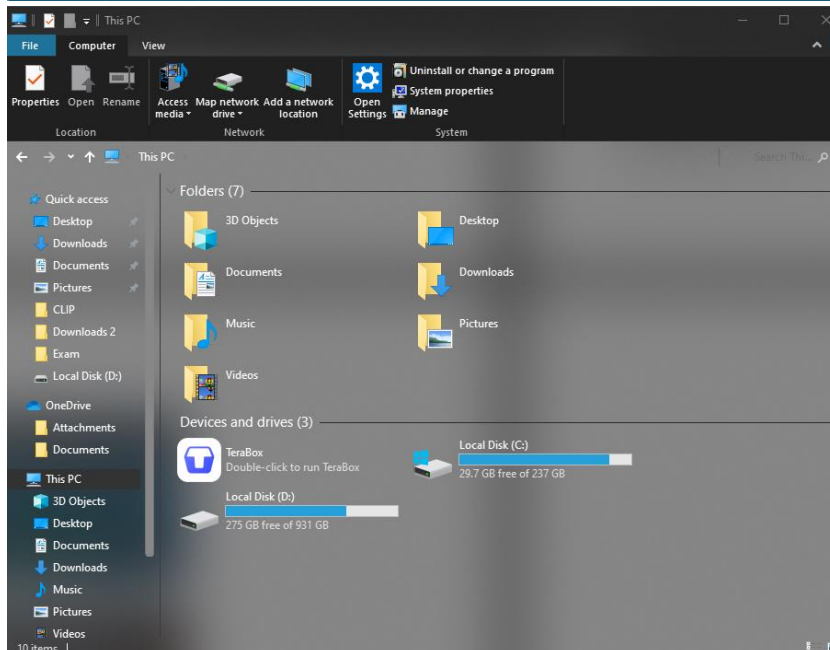 This PC
File Computer View
Properties Open Rename
Access media Map network drive Add a network location
Open Settings
Uninstall or change a program
System properties
Manage
Location Network System
This PC
Search Thi...
Quick access
Desktop
Downloads
Documents
Pictures
CLIP
Downloads 2
Exam
Local Disk (D:)
OneDrive
Attachments
Documents
This PC
3D Objects
Desktop
Documents
Downloads
Music
Pictures
Videos
Folders (7)
3D Objects
Desktop
Documents
Downloads
Music
Pictures
Videos
Devices and drives (3)
TeraBox
Double-click to run TeraBox
Local Disk (C:)
29.7 GB free of 237 GB
Local Disk (D:)
275 GB free of 931 GB
10 items